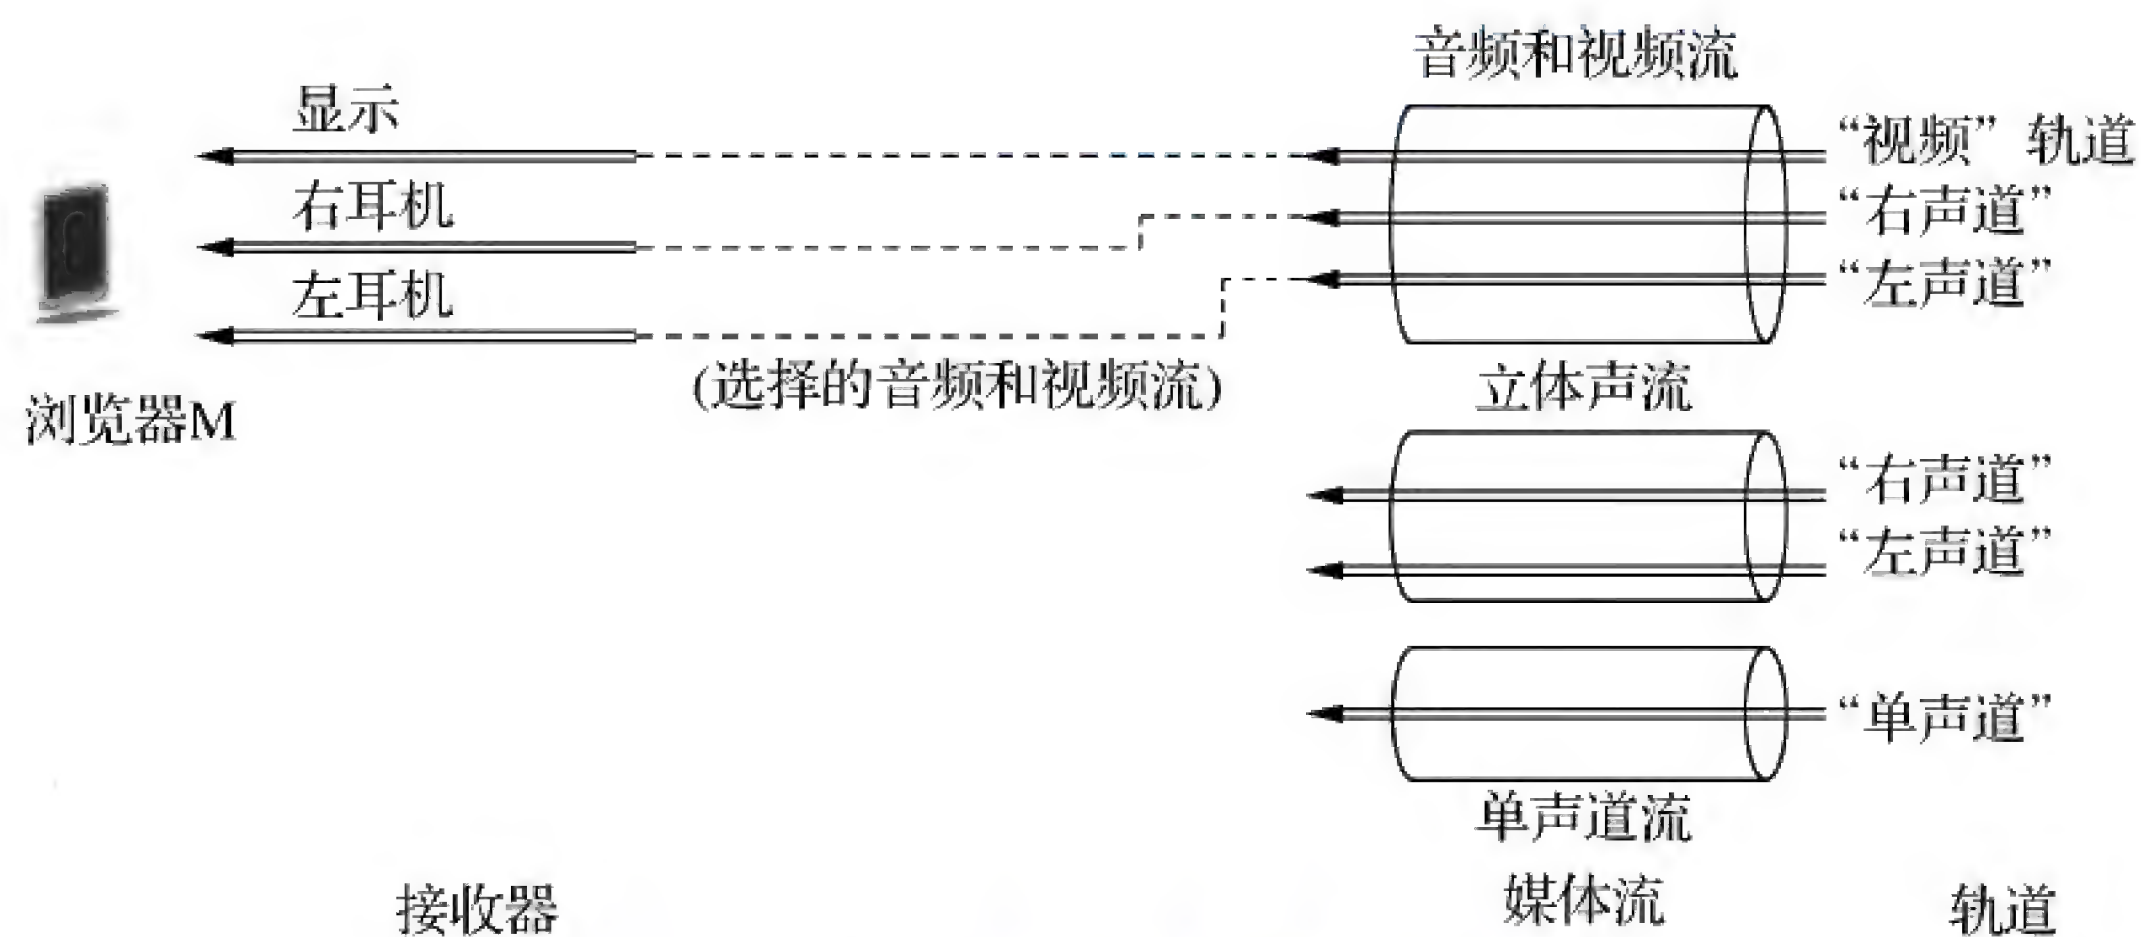 音频和视频流
显示
“视频”轨道
右耳机
“右声道”
左耳机
“左声道”
(选择的音频和视频流)
立体声流
浏览器M
“右声道”
“左声道”
“单声道”
单声道流
接收器
媒体流
轨道